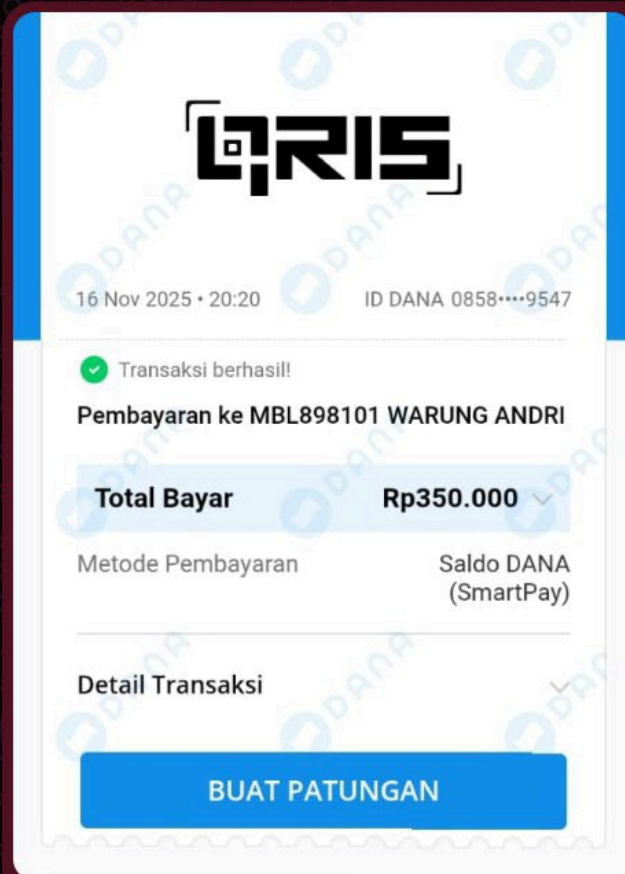 QRIS
16 Nov 2025 • 20:20 ID DANA 0858••••9547
Transaksi berhasil!
Pembayaran ke MBL898101 WARUNG ANDRI
Total Bayar Rp350.000
Metode Pembayaran Saldo DANA
(SmartPay)
Detail Transaksi
BUAT PATUNGAN
DANA